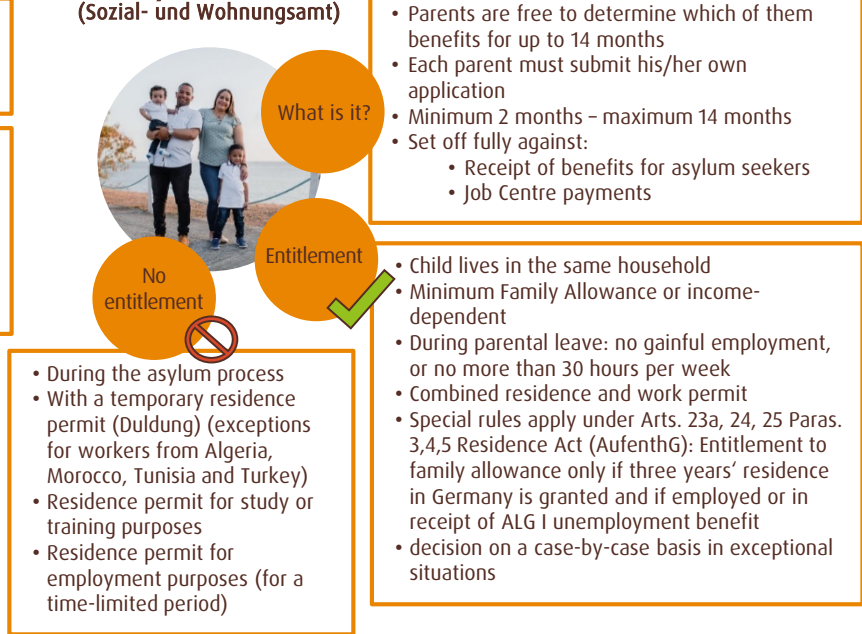 (Sozial- und Wohnungsamt)
What is it?
• Parents are free to determine which of them
benefits for up to 14 months
• Each parent must submit his/her own
application
• Minimum 2 months – maximum 14 months
• Set off fully against:
• Receipt of benefits for asylum seekers
• Job Centre payments
Entitlement
• Child lives in the same household
• Minimum Family Allowance or income-
dependent
• During parental leave: no gainful employment,
or no more than 30 hours per week
• Combined residence and work permit
• Special rules apply under Arts. 23a, 24, 25 Paras.
3,4,5 Residence Act (AufenthG): Entitlement to
family allowance only if three years‘ residence
in Germany is granted and if employed or in
receipt of ALG I unemployment benefit
• decision on a case-by-case basis in exceptional
situations
No
entitlement
• During the asylum process
• With a temporary residence
permit (Duldung) (exceptions
for workers from Algeria,
Morocco, Tunisia and Turkey)
• Residence permit for study or
training purposes
• Residence permit for
employment purposes (for a
time-limited period)